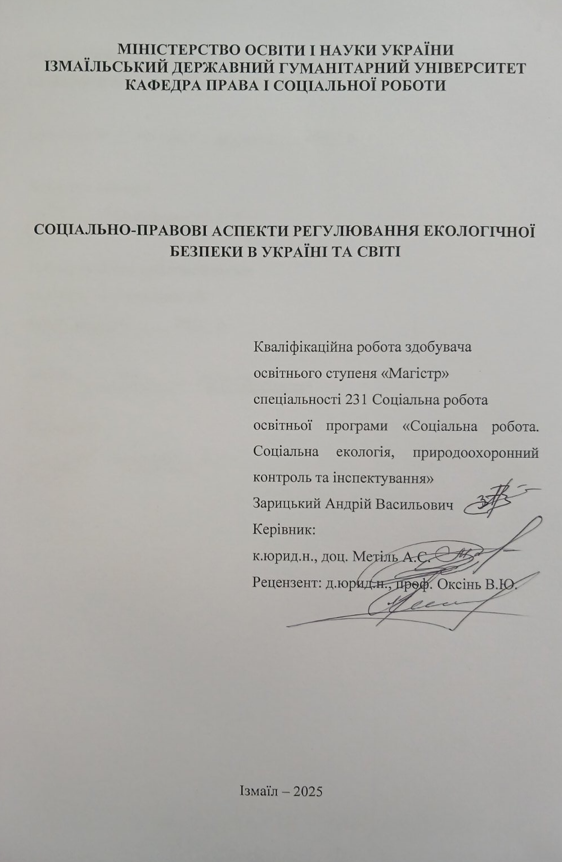 МІНІСТЕРСТВО ОСВІТИ І НАУКИ УКРАЇНИ
ІЗМАЇЛЬСЬКИЙ ДЕРЖАВНИЙ ГУМАНІТАРНИЙ УНІВЕРСИТЕТ
КАФЕДРА ПРАВА І СОЦІАЛЬНОЇ РОБОТИ
СОЦІАЛЬНО-ПРАВОВІ АСПЕКТИ РЕГУЛЮВАННЯ ЕКОЛОГІЧНОЇ
БЕЗПЕКИ В УКРАЇНІ ТА СВІТІ
Кваліфікаційна робота здобувача
освітнього ступеня «Магістр»
спеціальності 231 Соціальна робота
освітньої програми «Соціальна робота.
Соціальна екологія, природоохоронний
контроль та інспектування»
Зарицький Андрій Васильович
Керівник:
к.юрид.н., доц. Метіль А.С.
Рецензент: д.юрид.н., проф. Оксінь В.Ю.
Ізмаїл – 2025